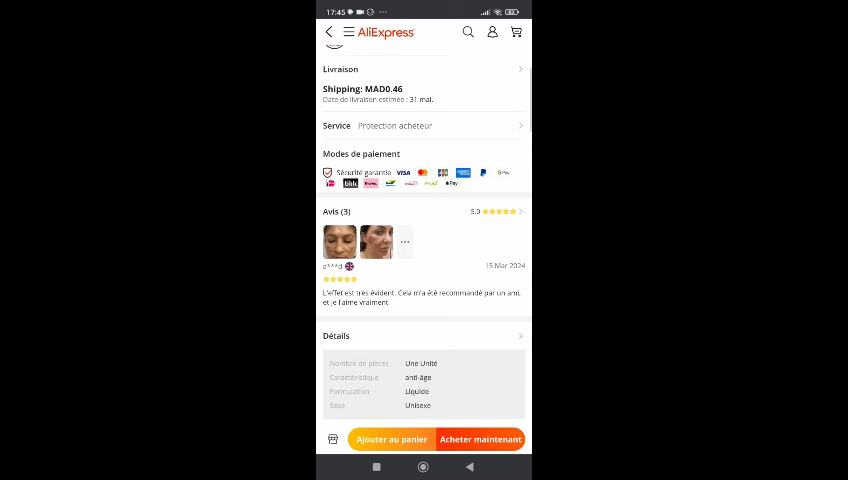 17:45
AliExpress
Livraison
Shipping: MAD0.46
Date de livraison estimée : 31 mai.
Service Protection acheteur
Modes de paiement
Sécurité garantie VISA JCB G Pay
blik Klarna. Pay
Avis (3) 5.0
a***d 15 Mar 2024
L'effet est très évident. Cela m'a été recommandé par un ami,
et je l'aime vraiment
Détails
Nombre de pièces Une Unité
Caractéristique anti-âge
Formulation Liquide
Sexe Unisexe
Ajouter au panier Acheter maintenant